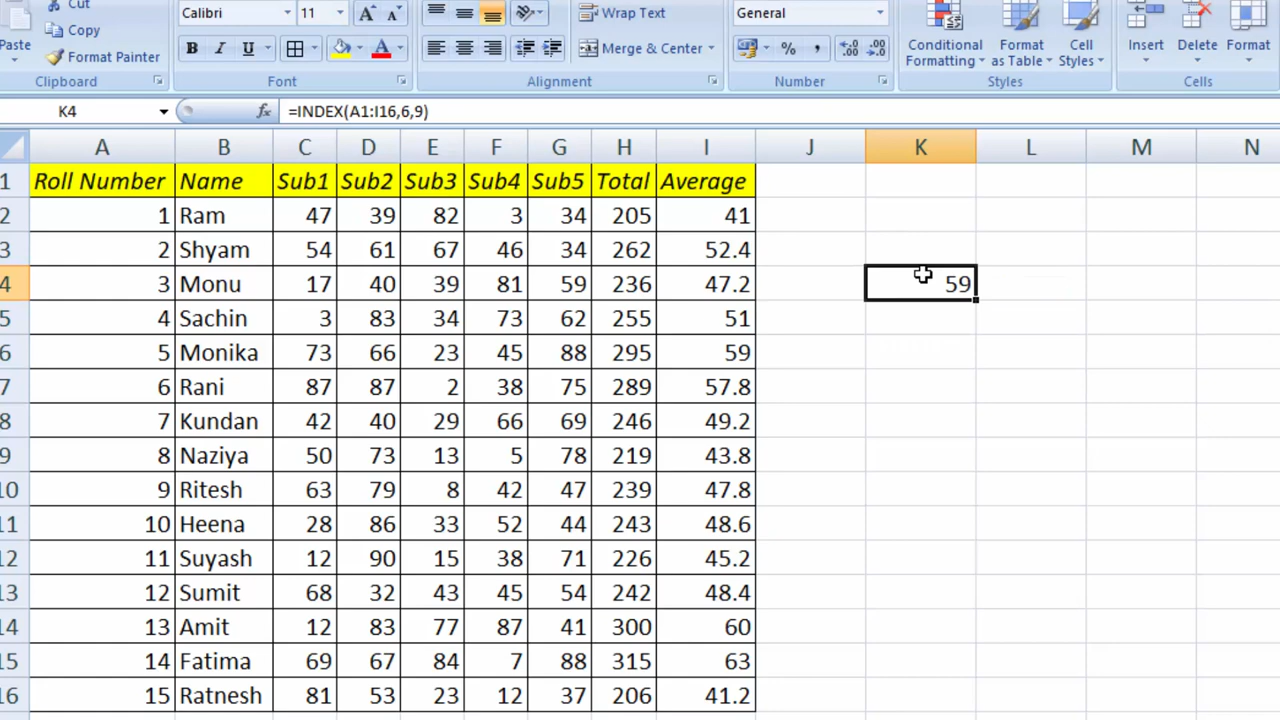 Cut
Calibri 11 A A Wrap Text General
Paste Copy Conditional Format Cell Insert Delete Format
Format Painter B I U A Merge & Center % , .0 .00 .00 .0 Formatting as Table Styles
Clipboard Font Alignment Number Styles Cells
K4 fx =INDEX(A1:I16,6,9)
A B C D E F G H I J K L M N
1 Roll Number Name Sub1 Sub2 Sub3 Sub4 Sub5 Total Average
2 1 Ram 47 39 82 3 34 205 41
3 2 Shyam 54 61 67 46 34 262 52.4
4 3 Monu 17 40 39 81 59 236 47.2 59
5 4 Sachin 3 83 34 73 62 255 51
6 5 Monika 73 66 23 45 88 295 59
7 6 Rani 87 87 2 38 75 289 57.8
8 7 Kundan 42 40 29 66 69 246 49.2
9 8 Naziya 50 73 13 5 78 219 43.8
10 9 Ritesh 63 79 8 42 47 239 47.8
11 10 Heena 28 86 33 52 44 243 48.6
12 11 Suyash 12 90 15 38 71 226 45.2
13 12 Sumit 68 32 43 45 54 242 48.4
14 13 Amit 12 83 77 87 41 300 60
15 14 Fatima 69 67 84 7 88 315 63
16 15 Ratnesh 81 53 23 12 37 206 41.2